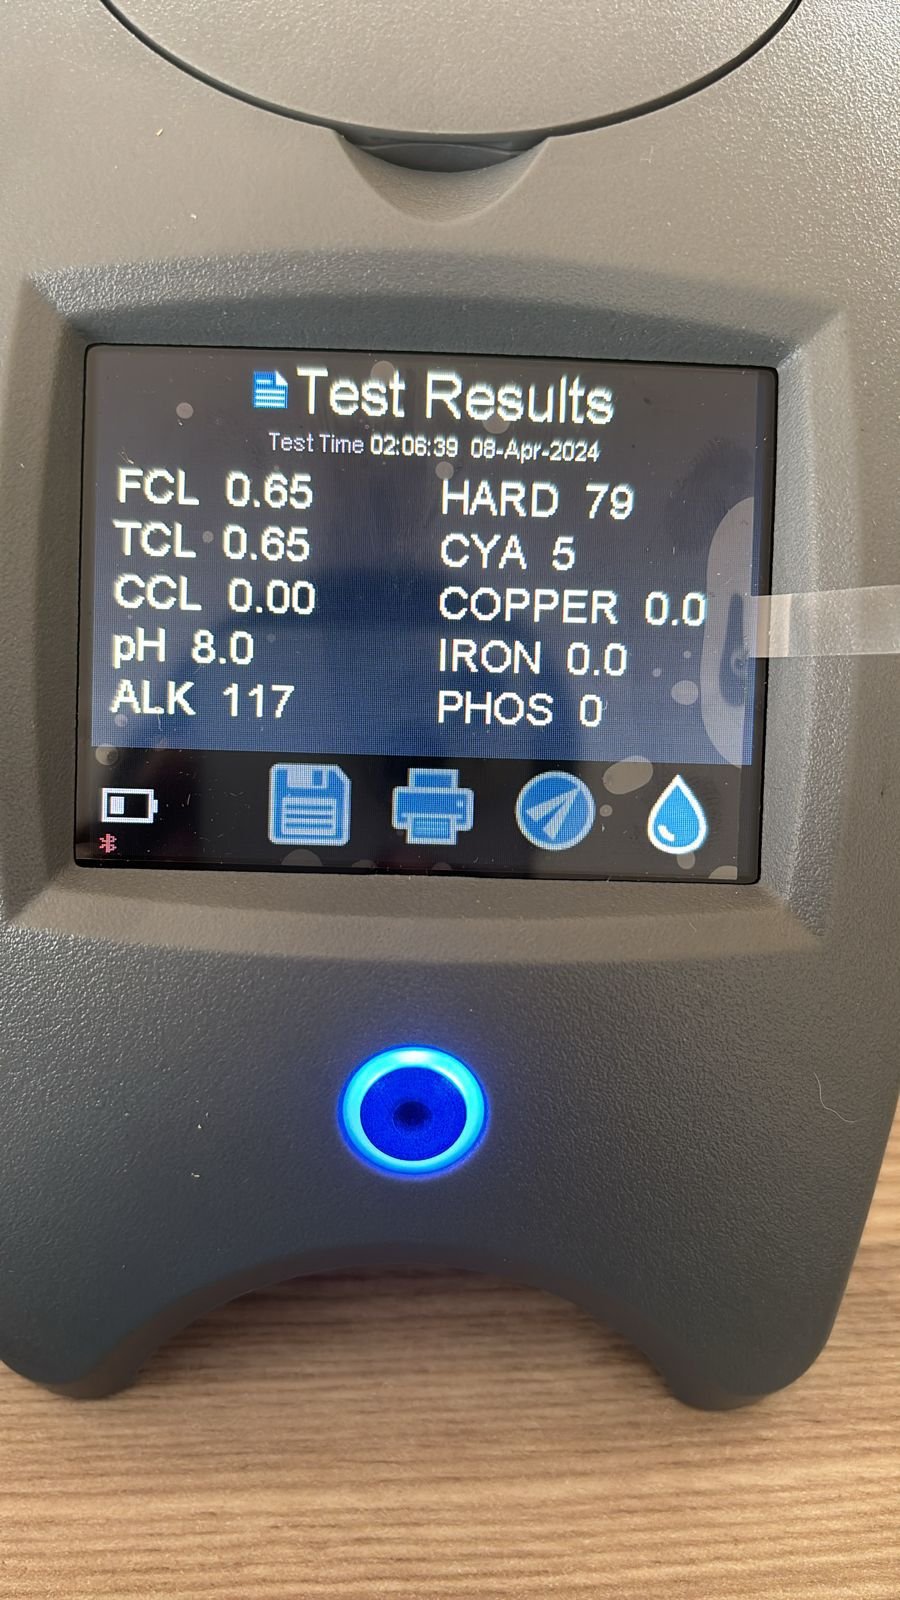 Test Results
Test Time 02:06:39 08-Apr-2024
FCL 0.65
TCL 0.65
CCL 0.00
pH 8.0
ALK 117
HARD 79
CYA 5
COPPER 0.0
IRON 0.0
PHOS 0